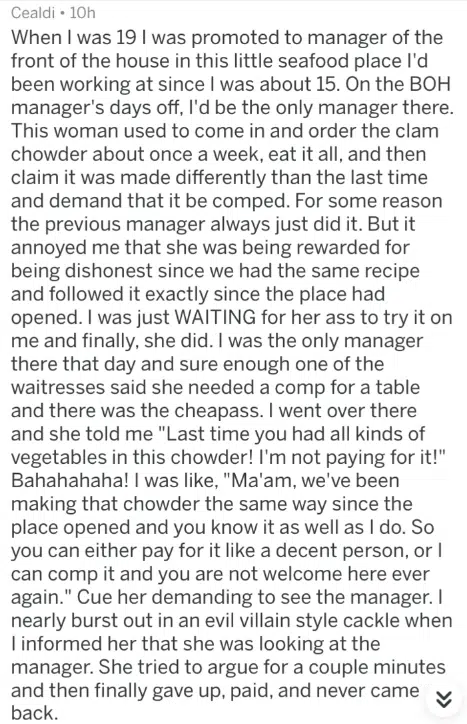 Cealdi • 10h
When I was 19 I was promoted to manager of the
front of the house in this little seafood place I'd
been working at since I was about 15. On the BOH
manager's days off, I'd be the only manager there.
This woman used to come in and order the clam
chowder about once a week, eat it all, and then
claim it was made differently than the last time
and demand that it be comped. For some reason
the previous manager always just did it. But it
annoyed me that she was being rewarded for
being dishonest since we had the same recipe
and followed it exactly since the place had
opened. I was just WAITING for her ass to try it on
me and finally, she did. I was the only manager
there that day and sure enough one of the
waitresses said she needed a comp for a table
and there was the cheapass. I went over there
and she told me "Last time you had all kinds of
vegetables in this chowder! I'm not paying for it!"
Bahahahaha! I was like, "Ma'am, we've been
making that chowder the same way since the
place opened and you know it as well as I do. So
you can either pay for it like a decent person, or I
can comp it and you are not welcome here ever
again." Cue her demanding to see the manager. I
nearly burst out in an evil villain style cackle when
I informed her that she was looking at the
manager. She tried to argue for a couple minutes
and then finally gave up, paid, and never came
back.